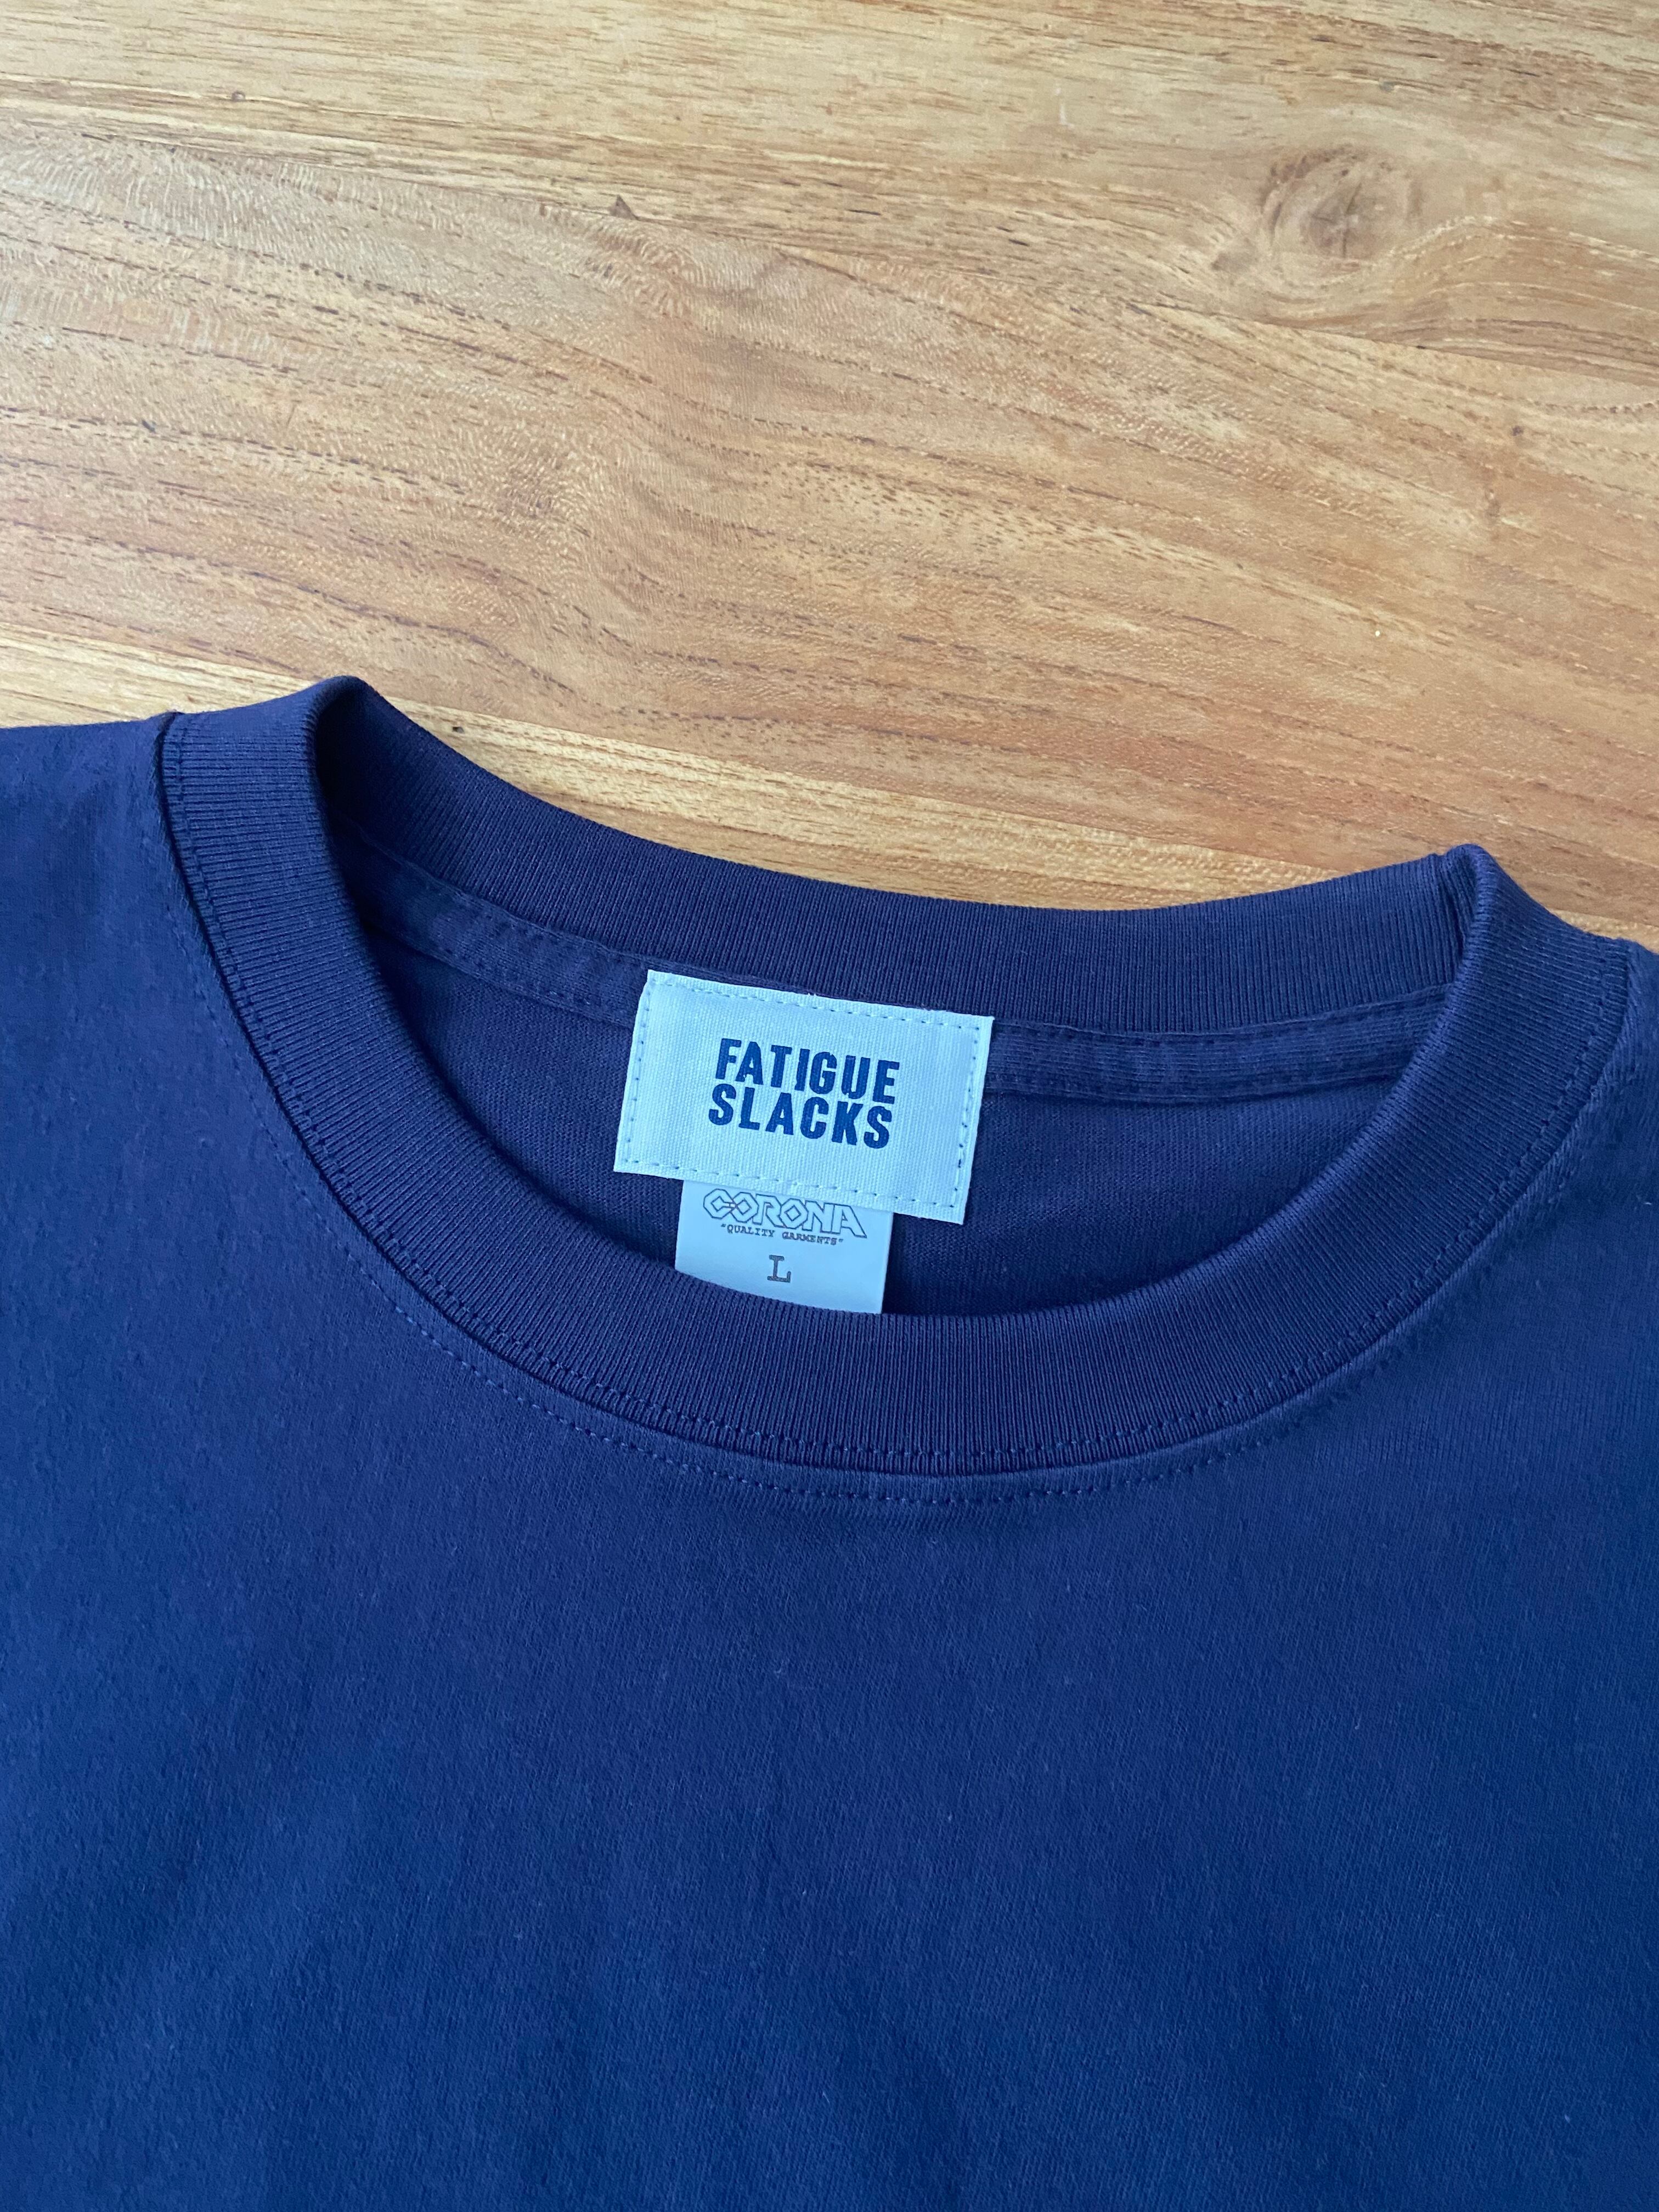 FATIGUE
SLACKS
CORONA
"QUALITY GARMENTS"
L